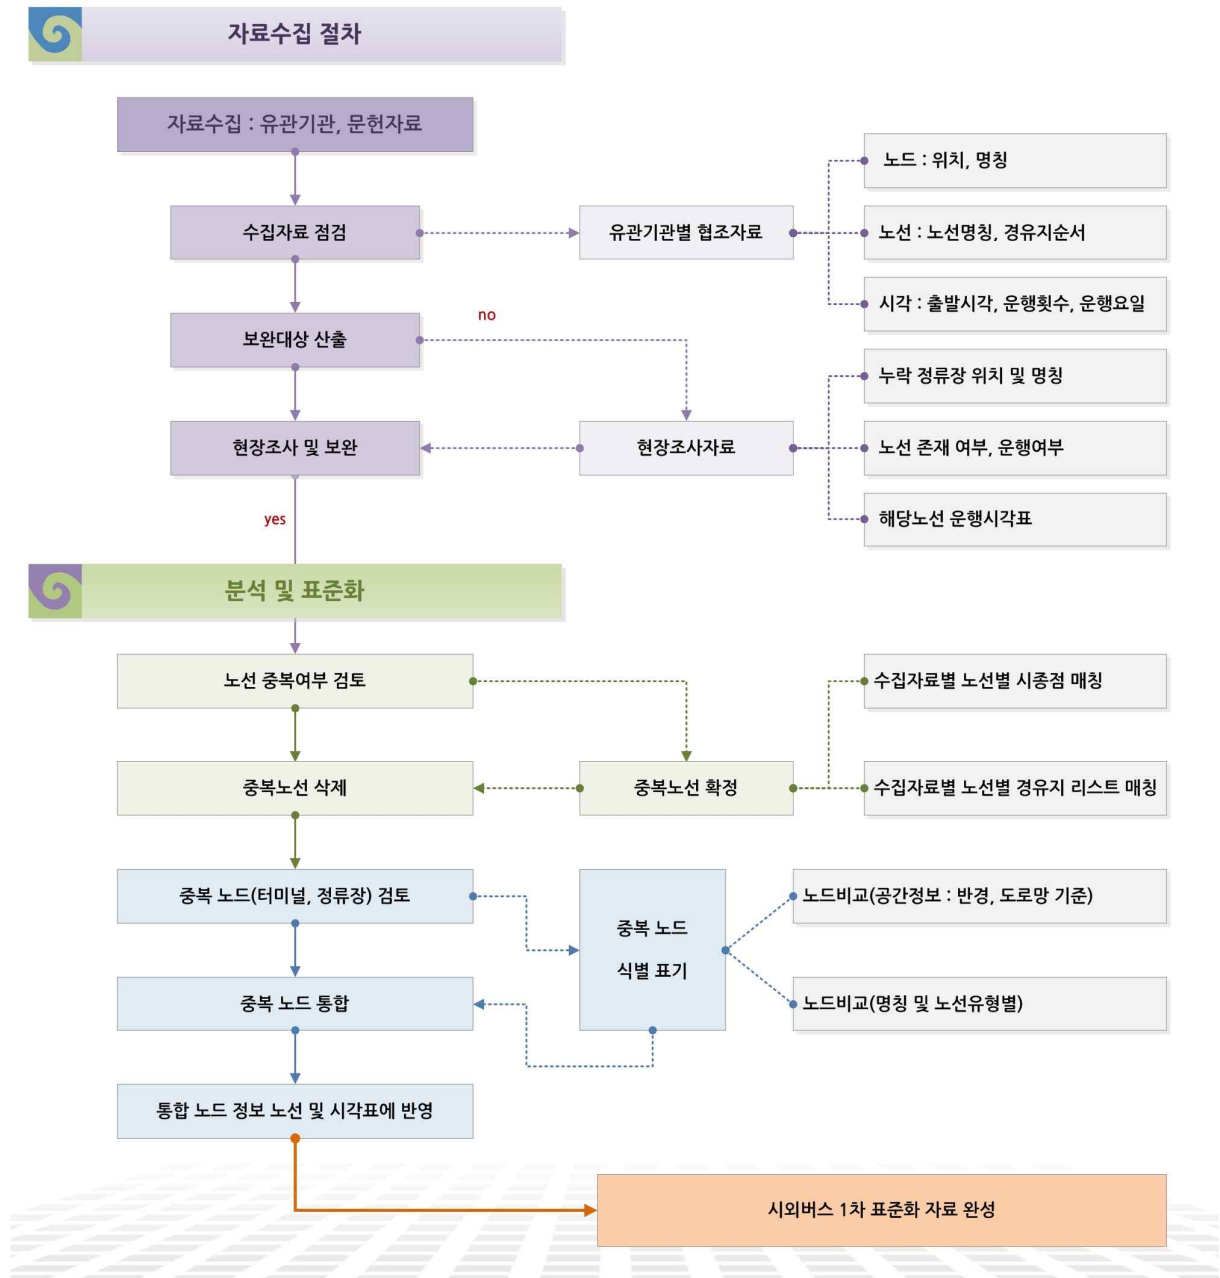 자료수집 절차
자료수집 : 유관기관, 문헌자료
노드 : 위치, 명칭
수집자료 점검
유관기관별 협조자료
노선 : 노선명칭, 경유지순서
시각 : 출발시각, 운행횟수, 운행요일
no
보완대상 산출
누락 정류장 위치 및 명칭
현장조사 및 보완
현장조사자료
노선 존재 여부, 운행여부
yes
해당노선 운행시각표
분석 및 표준화
노선 중복여부 검토
수집자료별 노선별 시종점 매칭
중복노선 삭제
중복노선 확정
수집자료별 노선별 경유지 리스트 매칭
중복 노드(터미널, 정류장) 검토
중복 노드
식별 표기
노드비교(공간정보 : 반경, 도로망 기준)
중복 노드 통합
노드비교(명칭 및 노선유형별)
통합 노드 정보 노선 및 시각표에 반영
시외버스 1차 표준화 자료 완성